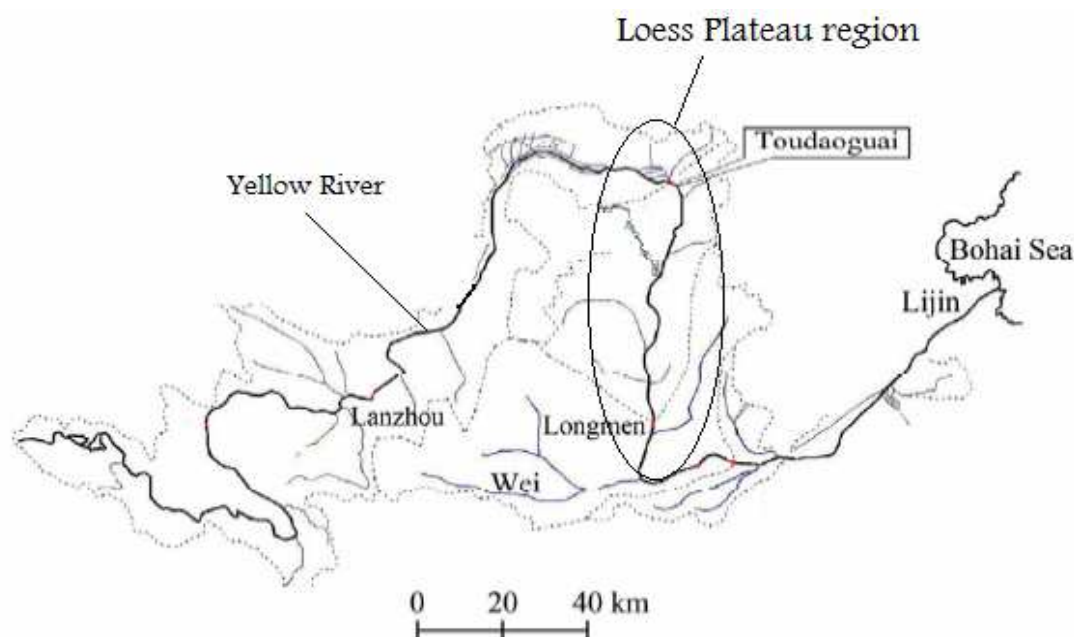 Loess Plateau region
Toudaoguai
Yellow River
Bohai Sea
Lijin
Lanzhou
Longmen
Wei
0 20 40 km